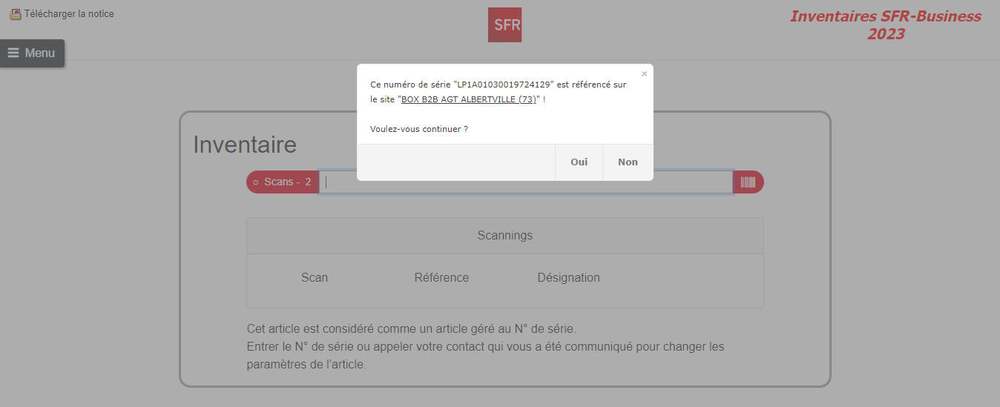 Télécharger la notice
SFR
Inventaires SFR-Business
2023
Menu
×
Ce numéro de série "LP1A01030019724129" est référencé sur
le site "BOX B2B AGT ALBERTVILLE (73)" !
Voulez-vous continuer ?
Oui Non
Inventaire
Scans - 2
Scannings
Scan Référence Désignation
Cet article est considéré comme un article géré au N° de série.
Entrer le N° de série ou appeler votre contact qui vous a été communiqué pour changer les
paramètres de l'article.